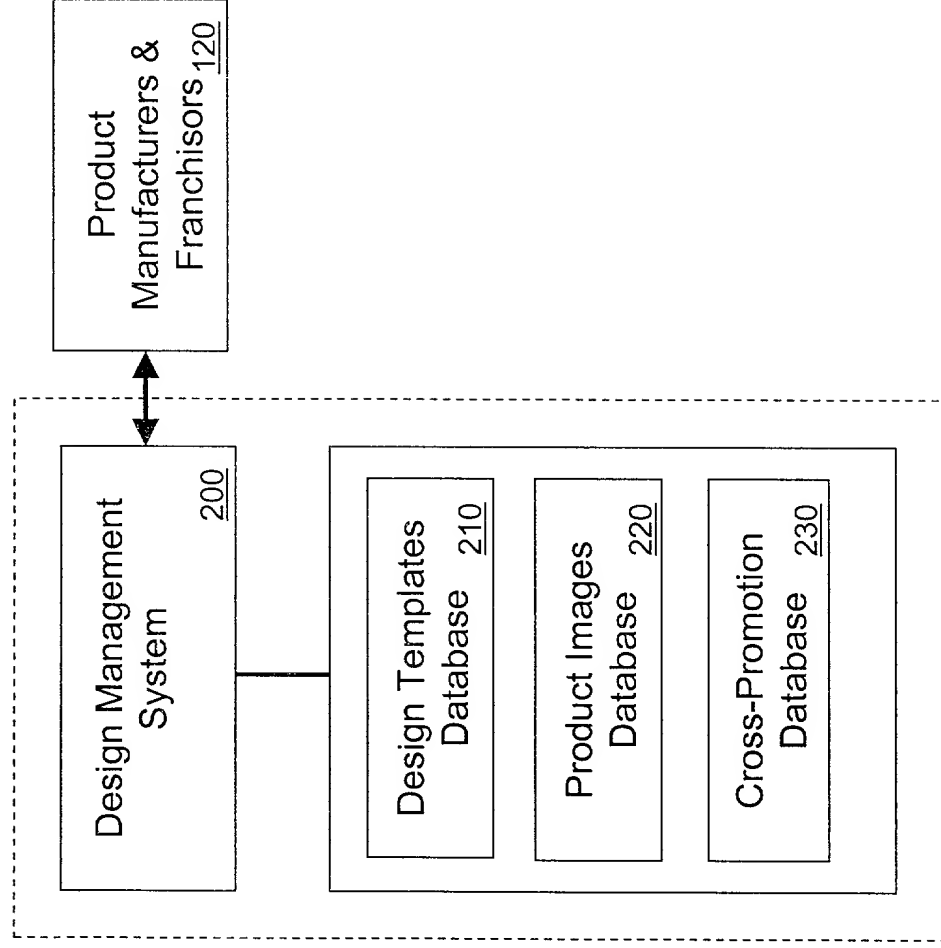 Product
Manufacturers &
Franchisors
120
Design Management
System
200
Design Templates
Database
210
Product Images
Database
220
Cross-Promotion
Database
230